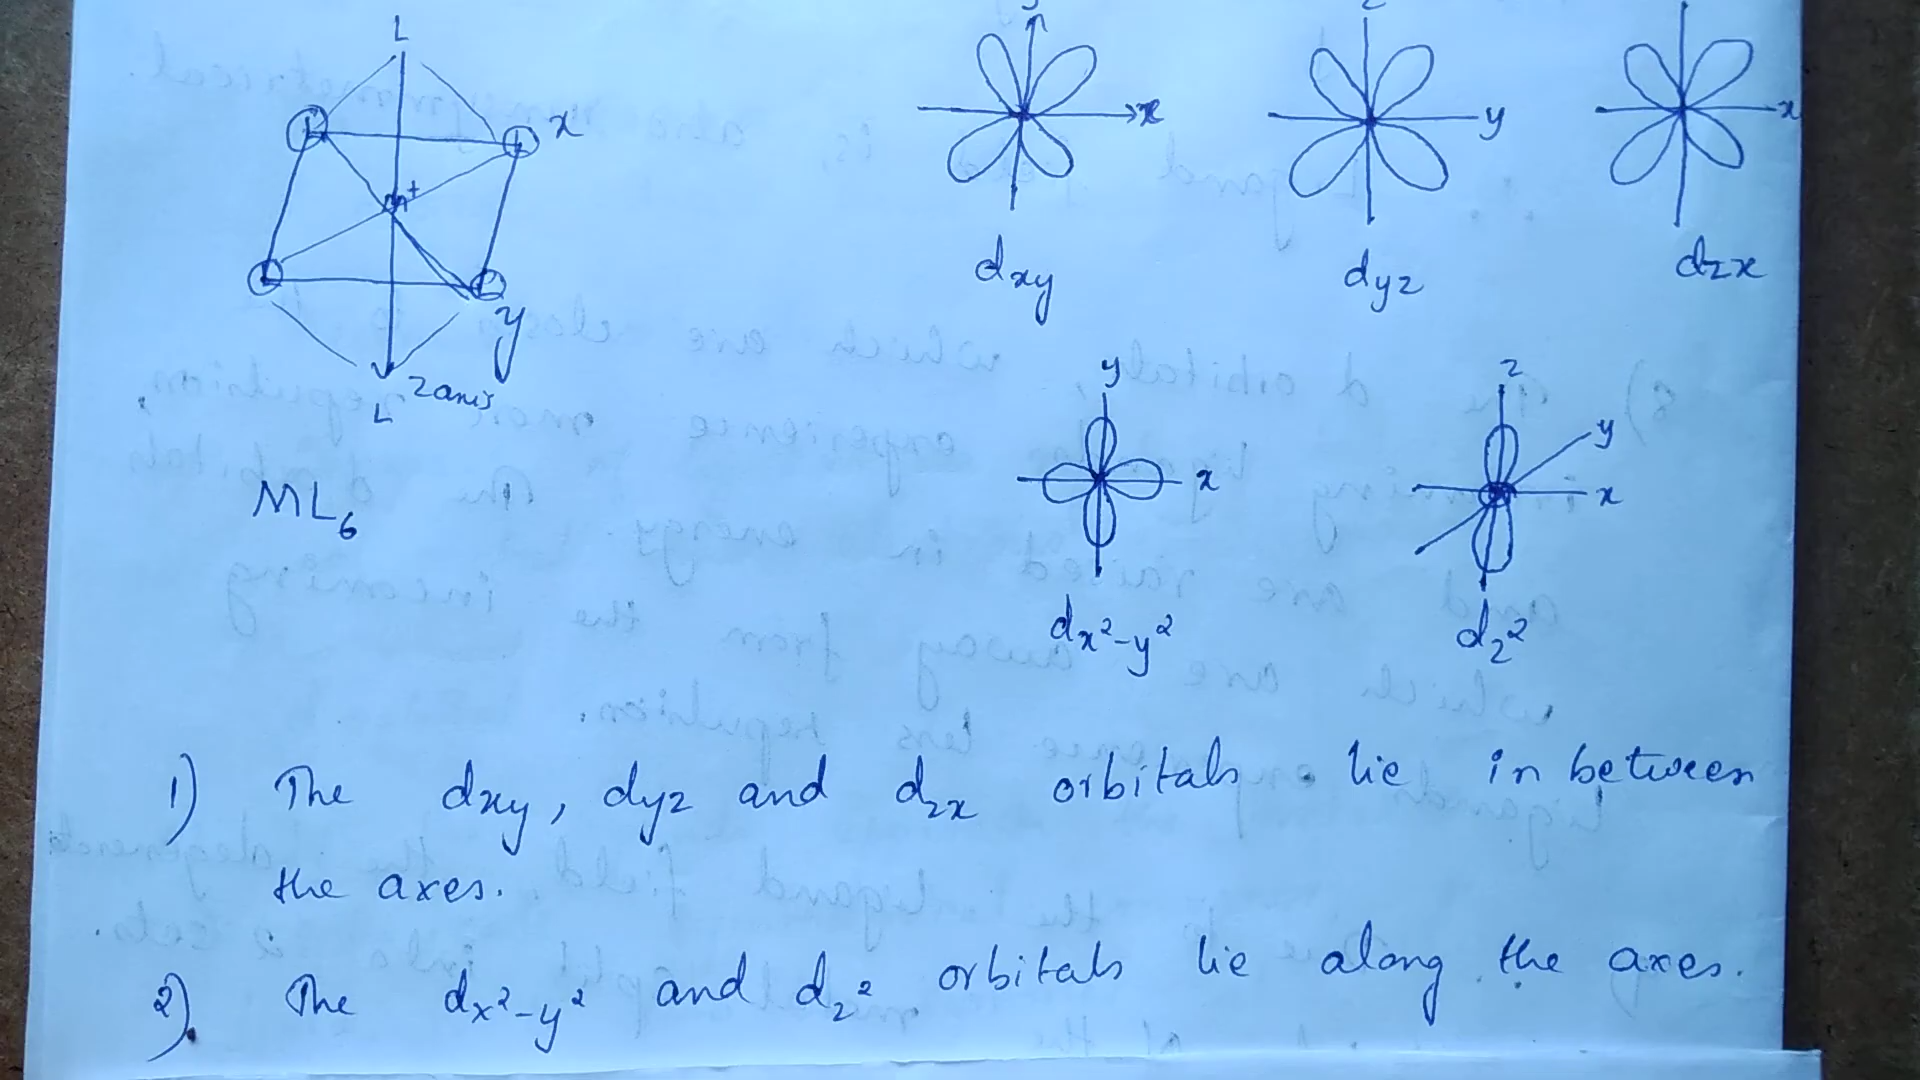 L
y
z
L
L
x
x
y
x
M+
dxy
dyz
dzx
L
L
y
z axis
L
y
z
y
x
x
ML6
dx²-y²
dz²
1) The dxy, dyz and dzx orbitals lie in between
the axes.
2) The dx²-y² and dz² orbitals lie along the axes.